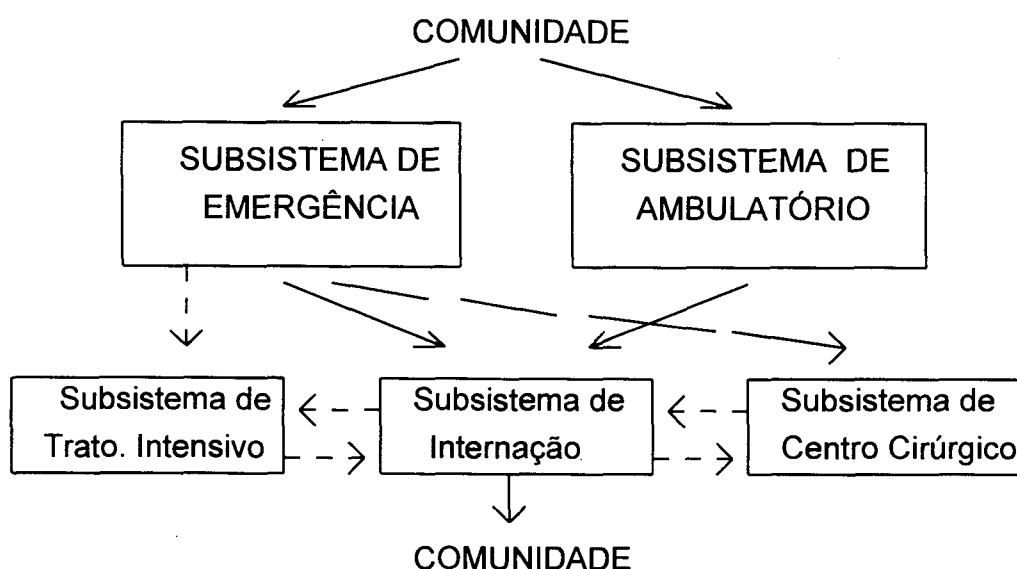 COMUNIDADE
SUBSISTEMA DE
EMERGÊNCIA
SUBSISTEMA DE
AMBULATÓRIO
Subsistema de
Trato. Intensivo
Subsistema de
Internação
Subsistema de
Centro Cirúrgico
COMUNIDADE